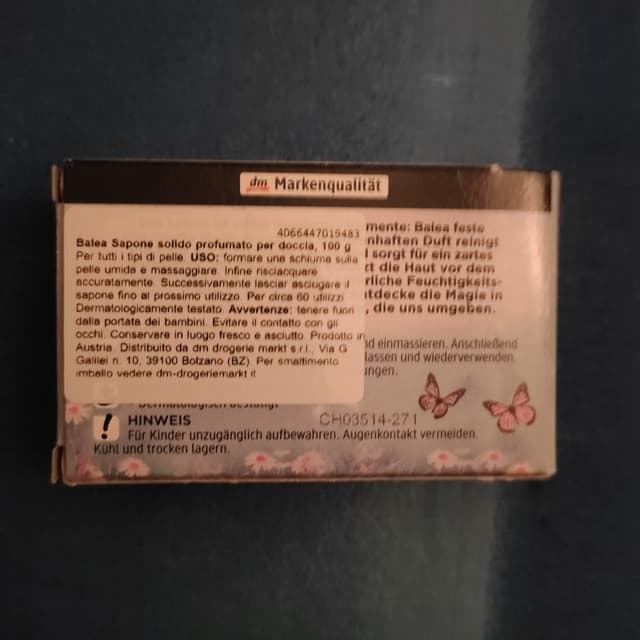 dm Markenqualität
4066447019483
Balea Sapone solido profumato per doccia, 100 g
Per tutti i tipi di pelle. USO: formare una schiuma sulla
pelle umida e massaggiare. Infine risciacquare
accuratamente. Successivamente lasciar asciugare il
sapone fino al prossimo utilizzo. Per circa 60 utilizzi.
Dermatologicamente testato. Avvertenze: tenere fuori
dalla portata dei bambini. Evitare il contatto con gli
occhi. Conservare in luogo fresco e asciutto. Prodotto in
Austria. Distribuito da dm drogerie markt s.r.l., Via G.
Galilei n. 10, 39100 Bolzano (BZ). Per smaltimento
imballo vedere dm-drogeriemarkt.it
mente: Balea feste
nhaften Duft reinigt
l sorgt für ein zartes
zt die Haut vor dem
rliche Feuchtigkeits-
tdecke die Magie in
, die uns umgeben.
nd einmassieren. Anschließend
lassen und wiederverwenden.
ungen.
Dermatologisch bestätigt
! HINWEIS
CH03514-271
Für Kinder unzugänglich aufbewahren. Augenkontakt vermeiden.
Kühl und trocken lagern.